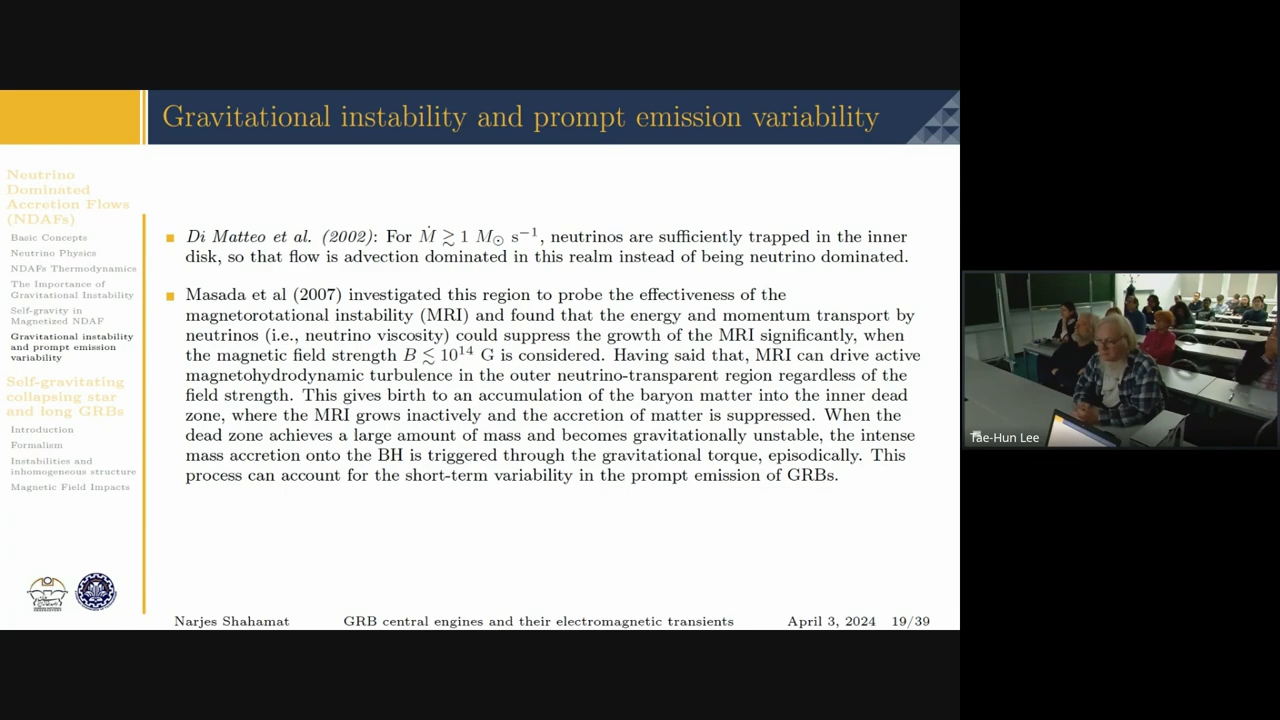 Gravitational instability and prompt emission variability
Neutrino
Dominated
Accretion Flows
(NDAFs)
Basic Concepts
Neutrino Physics
NDAFs Thermodynamics
The Importance of
Gravitational Instability
Self-gravity in
Magnetized NDAF
Gravitational instability
and prompt emission
variability
Self-gravitating
collapsing star
and long GRBs
Introduction
Formalism
Instabilities and
inhomogeneous structure
Magnetic Field Impacts
Di Matteo et al. (2002): For Ṁ ≳ 1 M⊙ s⁻¹, neutrinos are sufficiently trapped in the inner
disk, so that flow is advection dominated in this realm instead of being neutrino dominated.
Masada et al (2007) investigated this region to probe the effectiveness of the
magnetorotational instability (MRI) and found that the energy and momentum transport by
neutrinos (i.e., neutrino viscosity) could suppress the growth of the MRI significantly, when
the magnetic field strength B ≲ 10¹⁴ G is considered. Having said that, MRI can drive active
magnetohydrodynamic turbulence in the outer neutrino-transparent region regardless of the
field strength. This gives birth to an accumulation of the baryon matter into the inner dead
zone, where the MRI grows inactively and the accretion of matter is suppressed. When the
dead zone achieves a large amount of mass and becomes gravitationally unstable, the intense
mass accretion onto the BH is triggered through the gravitational torque, episodically. This
process can account for the short-term variability in the prompt emission of GRBs.
Narjes Shahamat GRB central engines and their electromagnetic transients April 3, 2024 19/39
Tae-Hun Lee